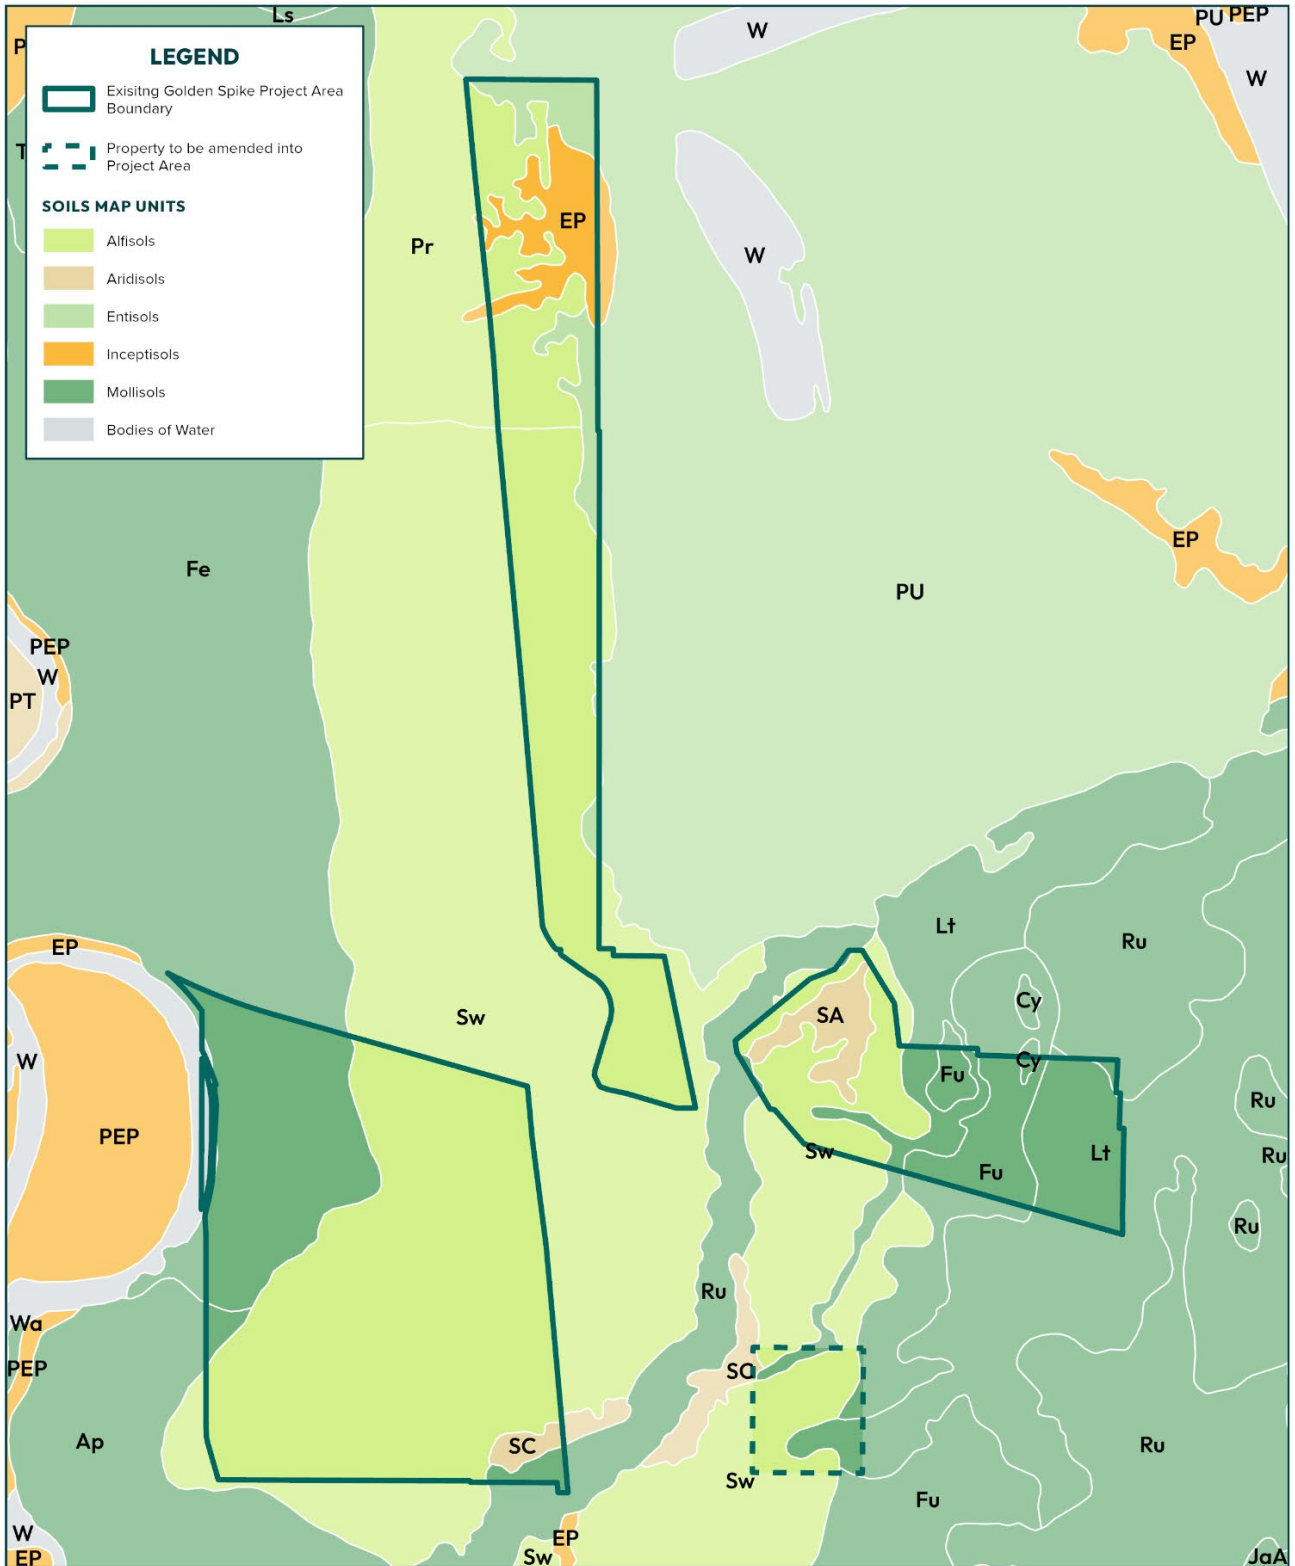 Ls
PU PEP
W
EP
P
W
LEGEND
Exisitng Golden Spike Project Area
Boundary
T
Property to be amended into
Project Area
SOILS MAP UNITS
EP
Alfisols
Pr
W
Aridisols
Entisols
Inceptisols
Mollisols
Bodies of Water
EP
Fe
PU
PEP
W
PT
Lt
Ru
EP
Cy
SA
Sw
W
Cy
Fu
Ru
PEP
Sw
Lt
Ru
Fu
Ru
Ru
Wa
PEP
SC
Ap
SC
Ru
Sw
Fu
W
EP
EP
Sw
JaA